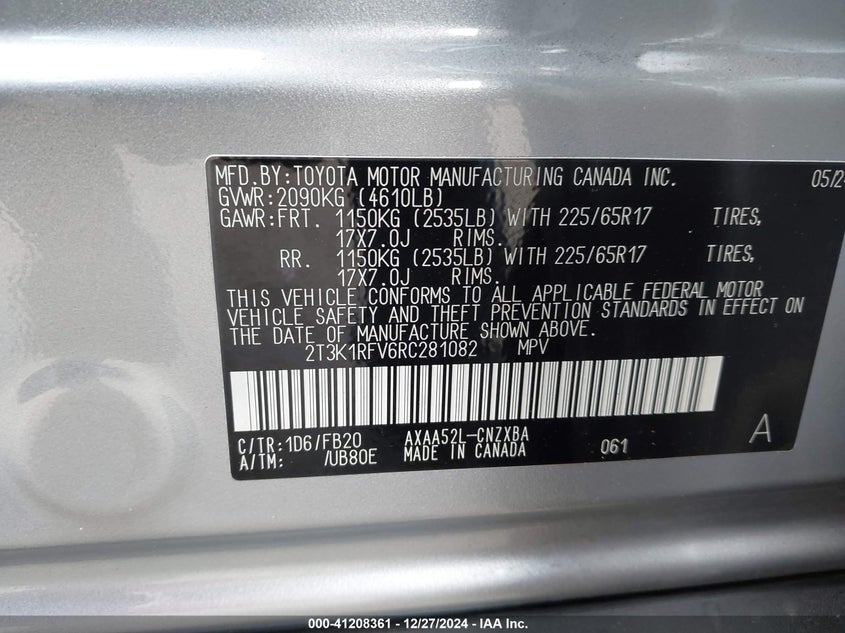 MFD.BY:TOYOTA MOTOR MANUFACTURING CANADA INC. 05/24
GVWR:2090KG (4610LB)
GAWR:FRT. 1150KG (2535LB) WITH 225/65R17 TIRES,
17X7.0J RIMS.
RR. 1150KG (2535LB) WITH 225/65R17 TIRES,
17X7.0J RIMS.
THIS VEHICLE CONFORMS TO ALL APPLICABLE FEDERAL MOTOR
VEHICLE SAFETY AND THEFT PREVENTION STANDARDS IN EFFECT ON
THE DATE OF MANUFACTURE SHOWN ABOVE.
2T3K1RFV6RC281082 MPV
C/TR:1D6/FB20 AXAA52L-CNZXBA 061 A
A/TM: /UB80E MADE IN CANADA
000-41208361 | 12/27/2024 - IAA Inc.